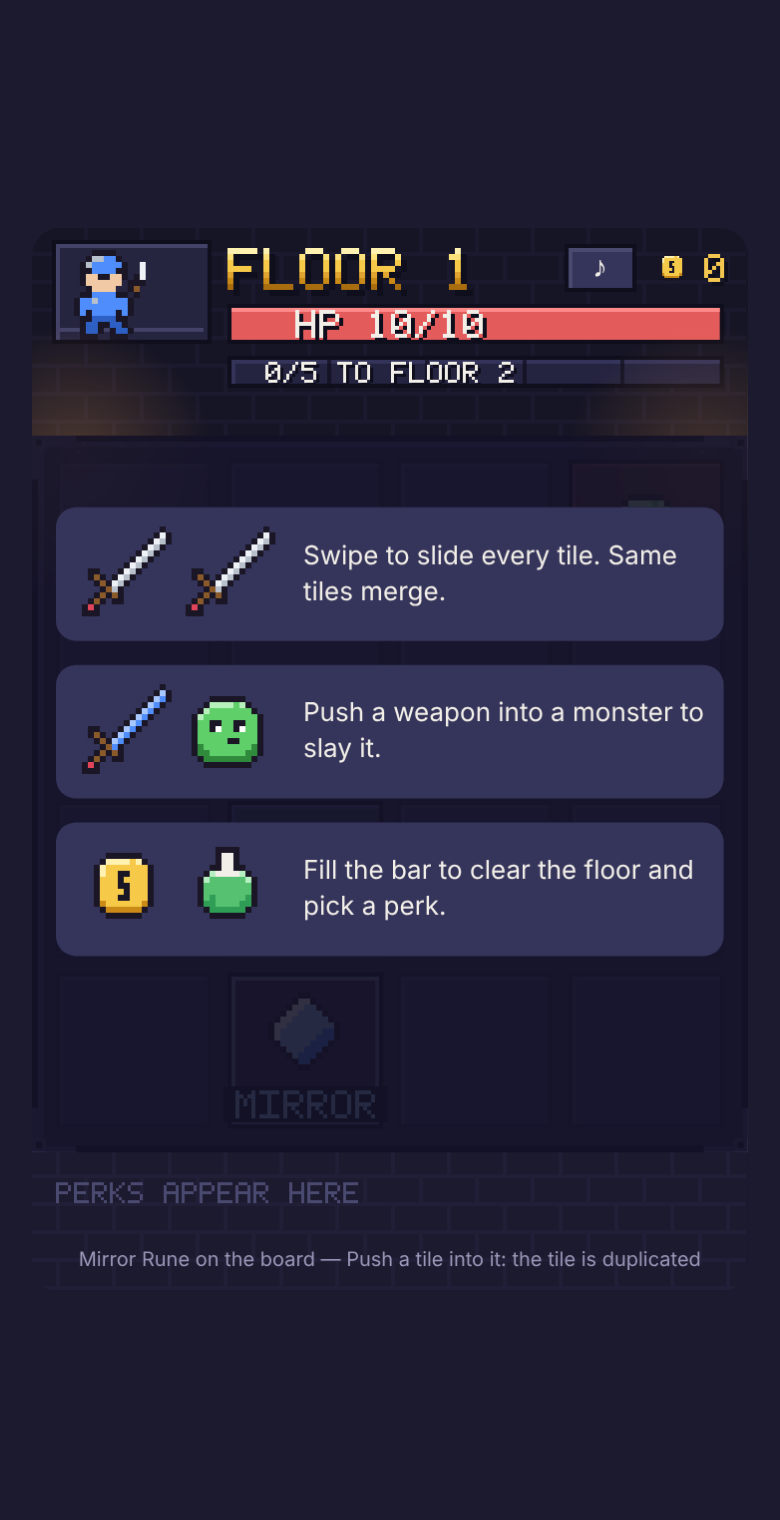 FLOOR 1
♪
0
HP 10/10
0/5 TO FLOOR 2
Swipe to slide every tile. Same
tiles merge.
Push a weapon into a monster to
slay it.
Fill the bar to clear the floor and
pick a perk.
MIRROR
PERKS APPEAR HERE
Mirror Rune on the board — Push a tile into it: the tile is duplicated